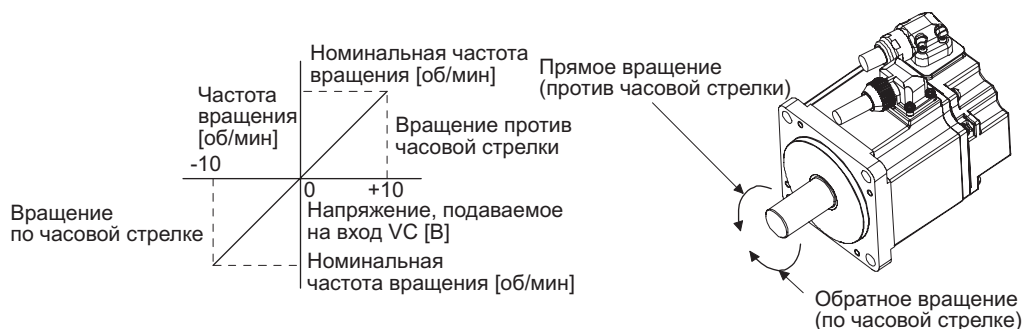 Номинальная частота
вращения [об/мин]
Частота
вращения
[об/мин]
Вращение против
часовой стрелки
-10
0
+10
Напряжение, подаваемое
на вход VC [В]
Вращение
по часовой стрелке
Номинальная
частота вращения [об/мин]
Прямое вращение
(против часовой стрелки)
Обратное вращение
(по часовой стрелке)